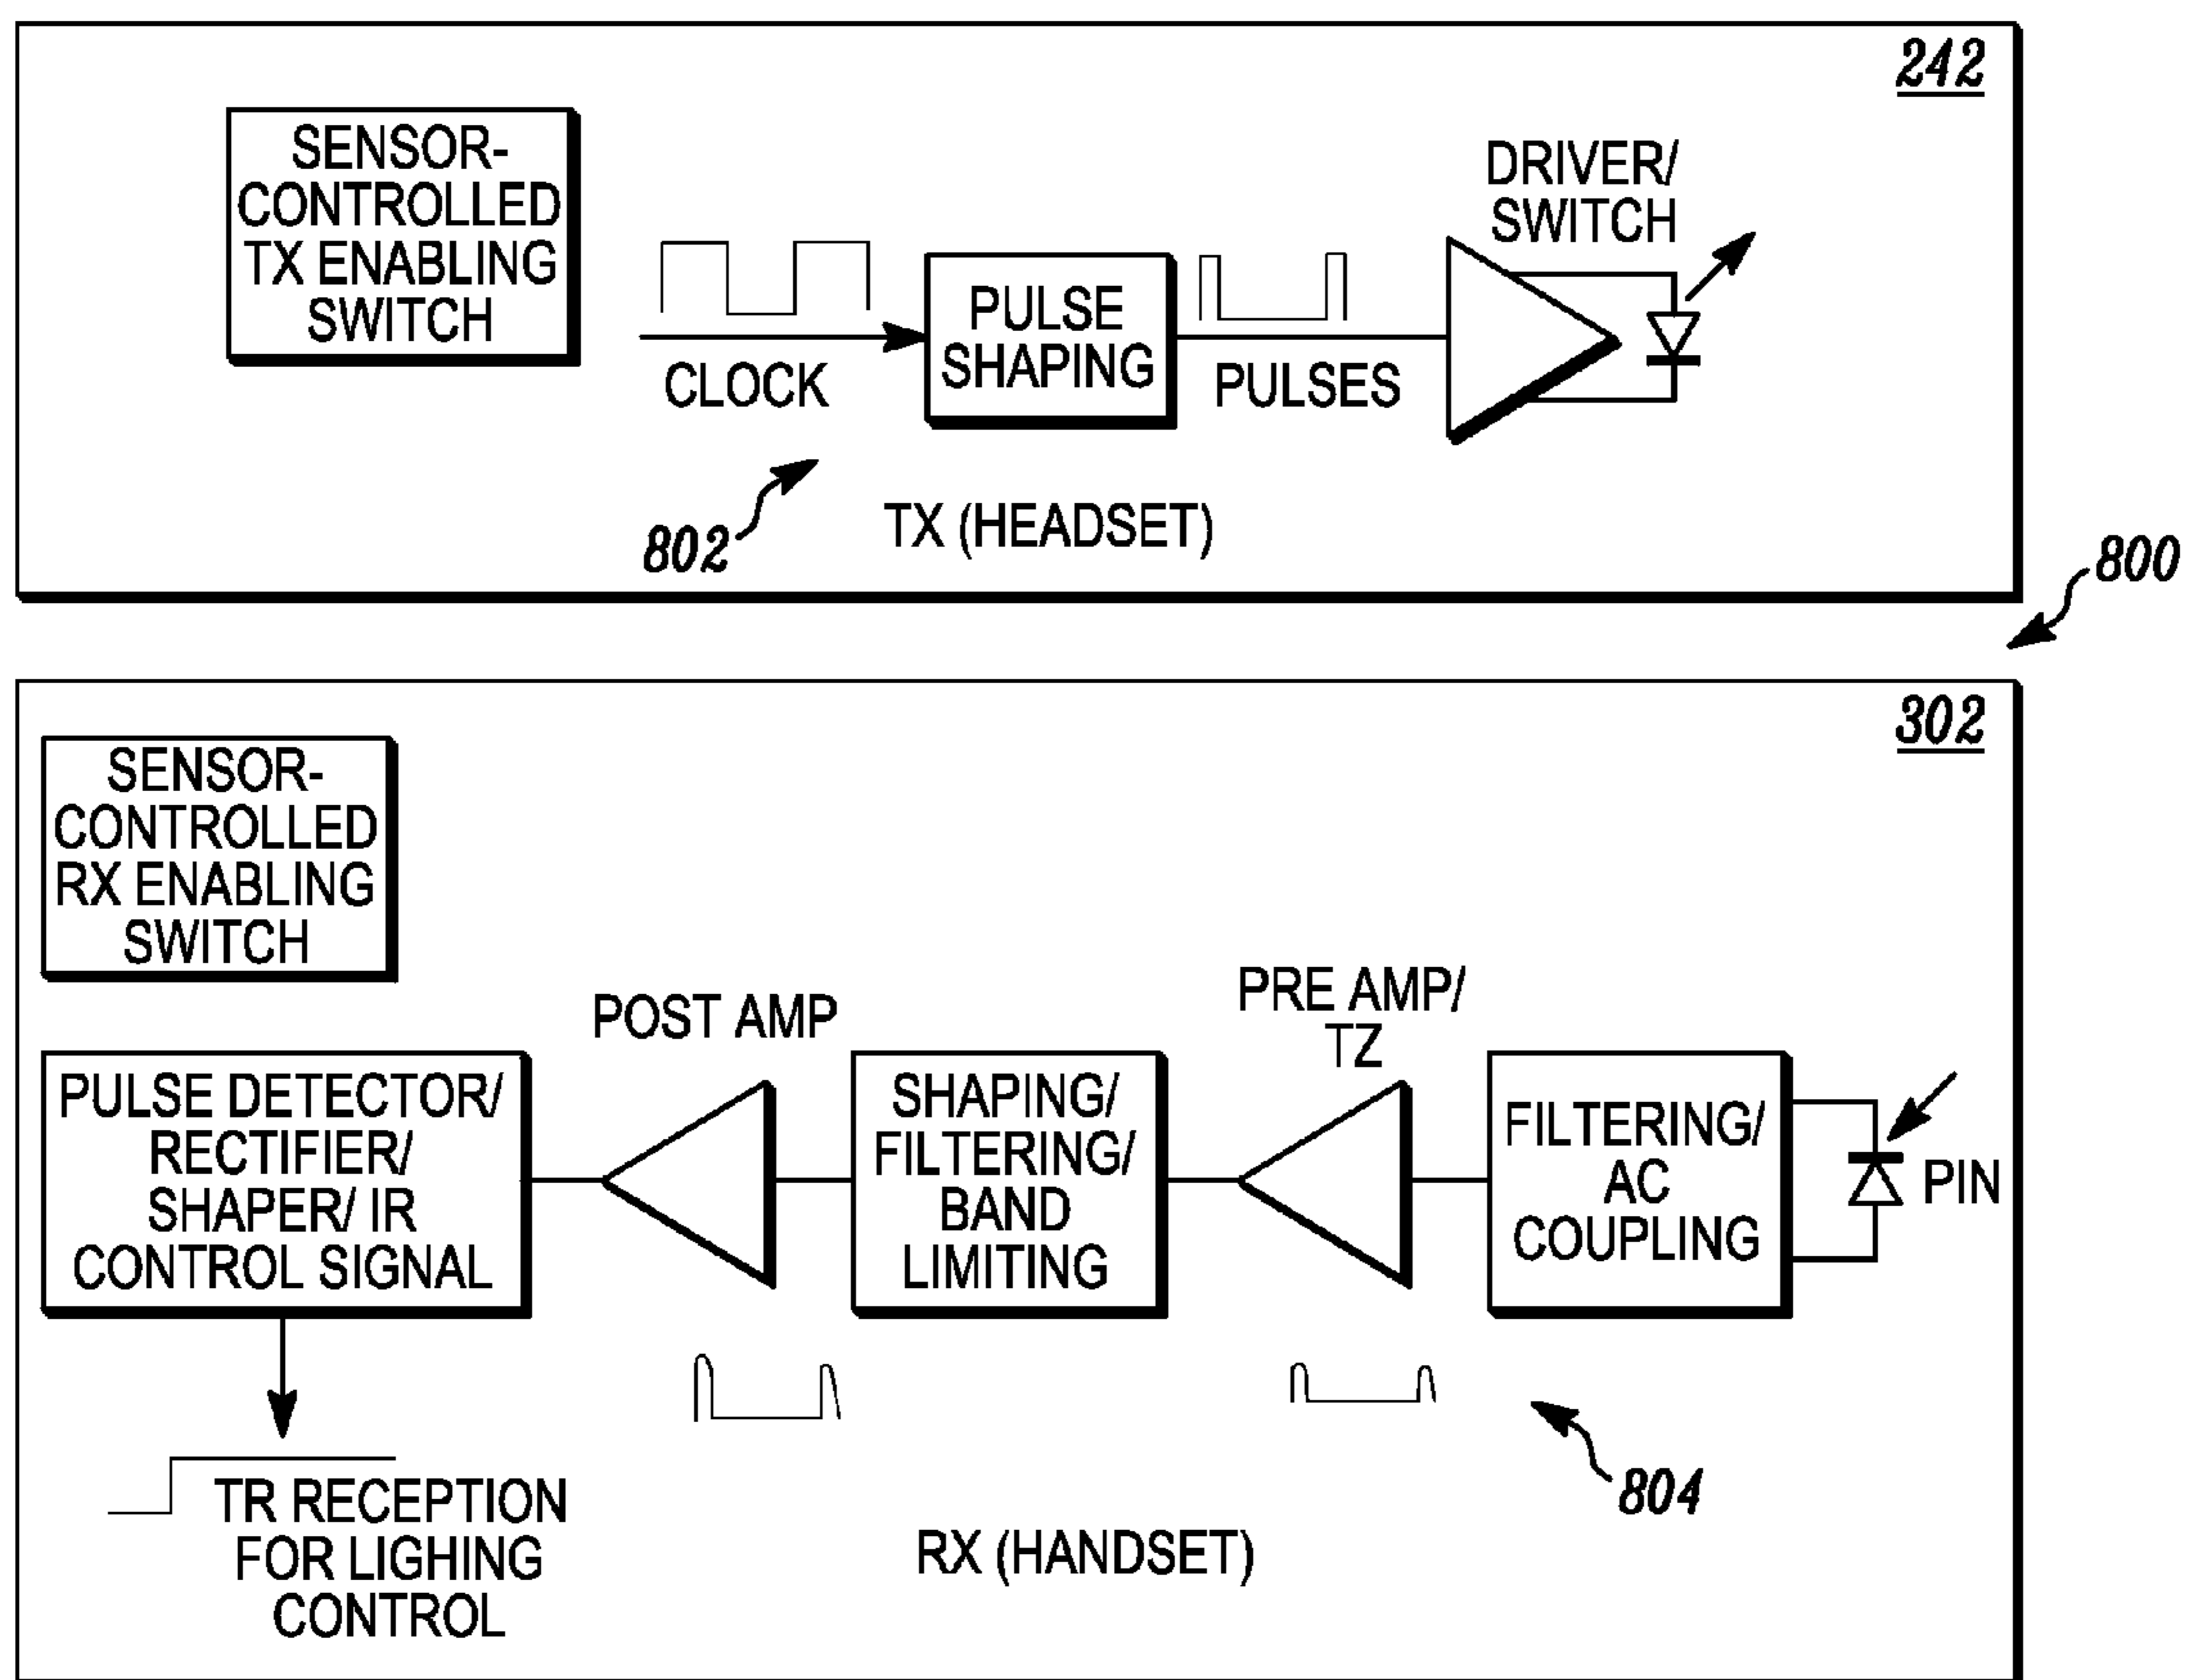 242
SENSOR-
CONTROLLED
TX ENABLING
SWITCH
DRIVER/
SWITCH
PULSE
SHAPING
CLOCK
PULSES
802
TX (HEADSET)
800
302
SENSOR-
CONTROLLED
RX ENABLING
SWITCH
POST AMP
PRE AMP/
TZ
PULSE DETECTOR/
RECTIFIER/
SHAPER/ IR
CONTROL SIGNAL
SHAPING/
FILTERING/
BAND
LIMITING
FILTERING/
AC
COUPLING
PIN
804
TR RECEPTION
FOR LIGHING
CONTROL
RX (HANDSET)